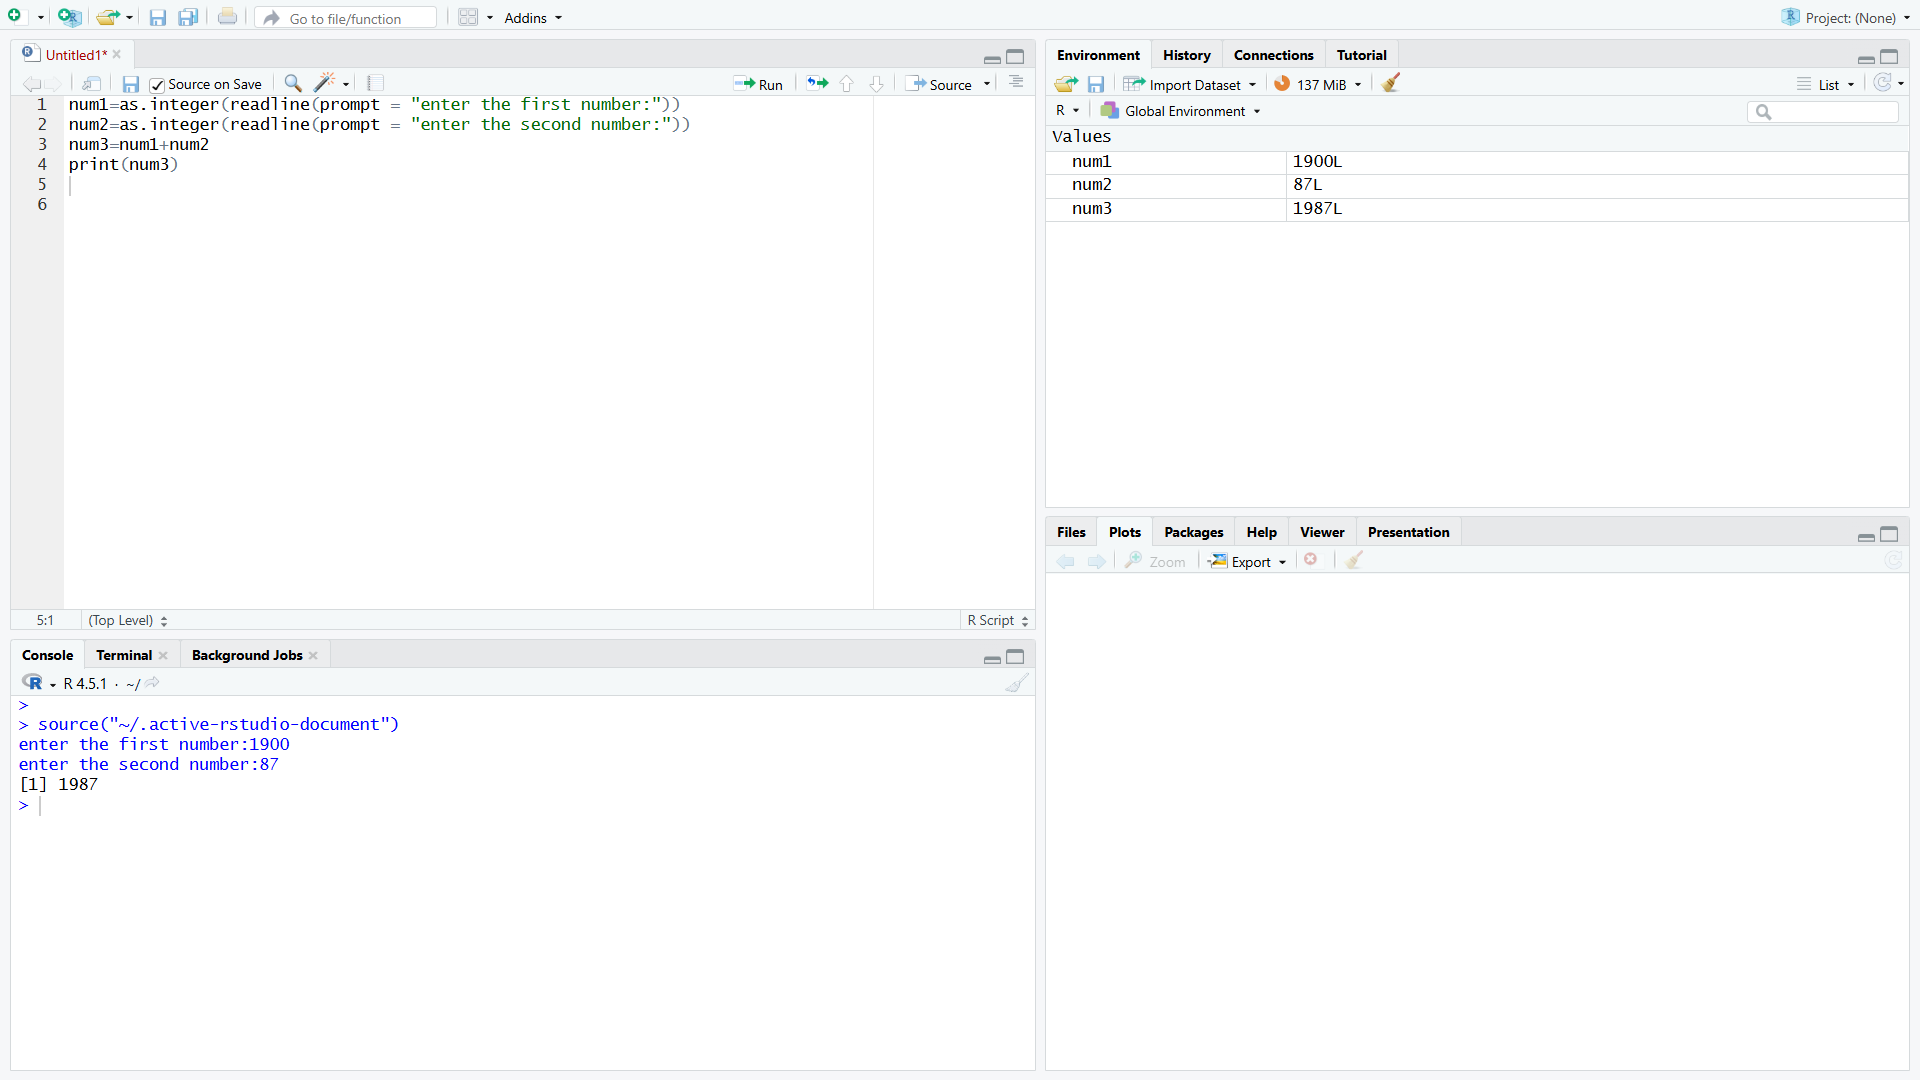 Go to file/function
Addins
Project: (None)
Untitled1*
Source on Save
Run
Source
1 num1=as.integer(readline(prompt = "enter the first number:"))
2 num2=as.integer(readline(prompt = "enter the second number:"))
3 num3=num1+num2
4 print(num3)
5
6
5:1 (Top Level) R Script
Console Terminal Background Jobs
R 4.5.1 · ~/
>
> source("~/.active-rstudio-document")
enter the first number:1900
enter the second number:87
[1] 1987
>
Environment History Connections Tutorial
Import Dataset 137 MiB List
R Global Environment
Values
num1 1900L
num2 87L
num3 1987L
Files Plots Packages Help Viewer Presentation
Zoom Export